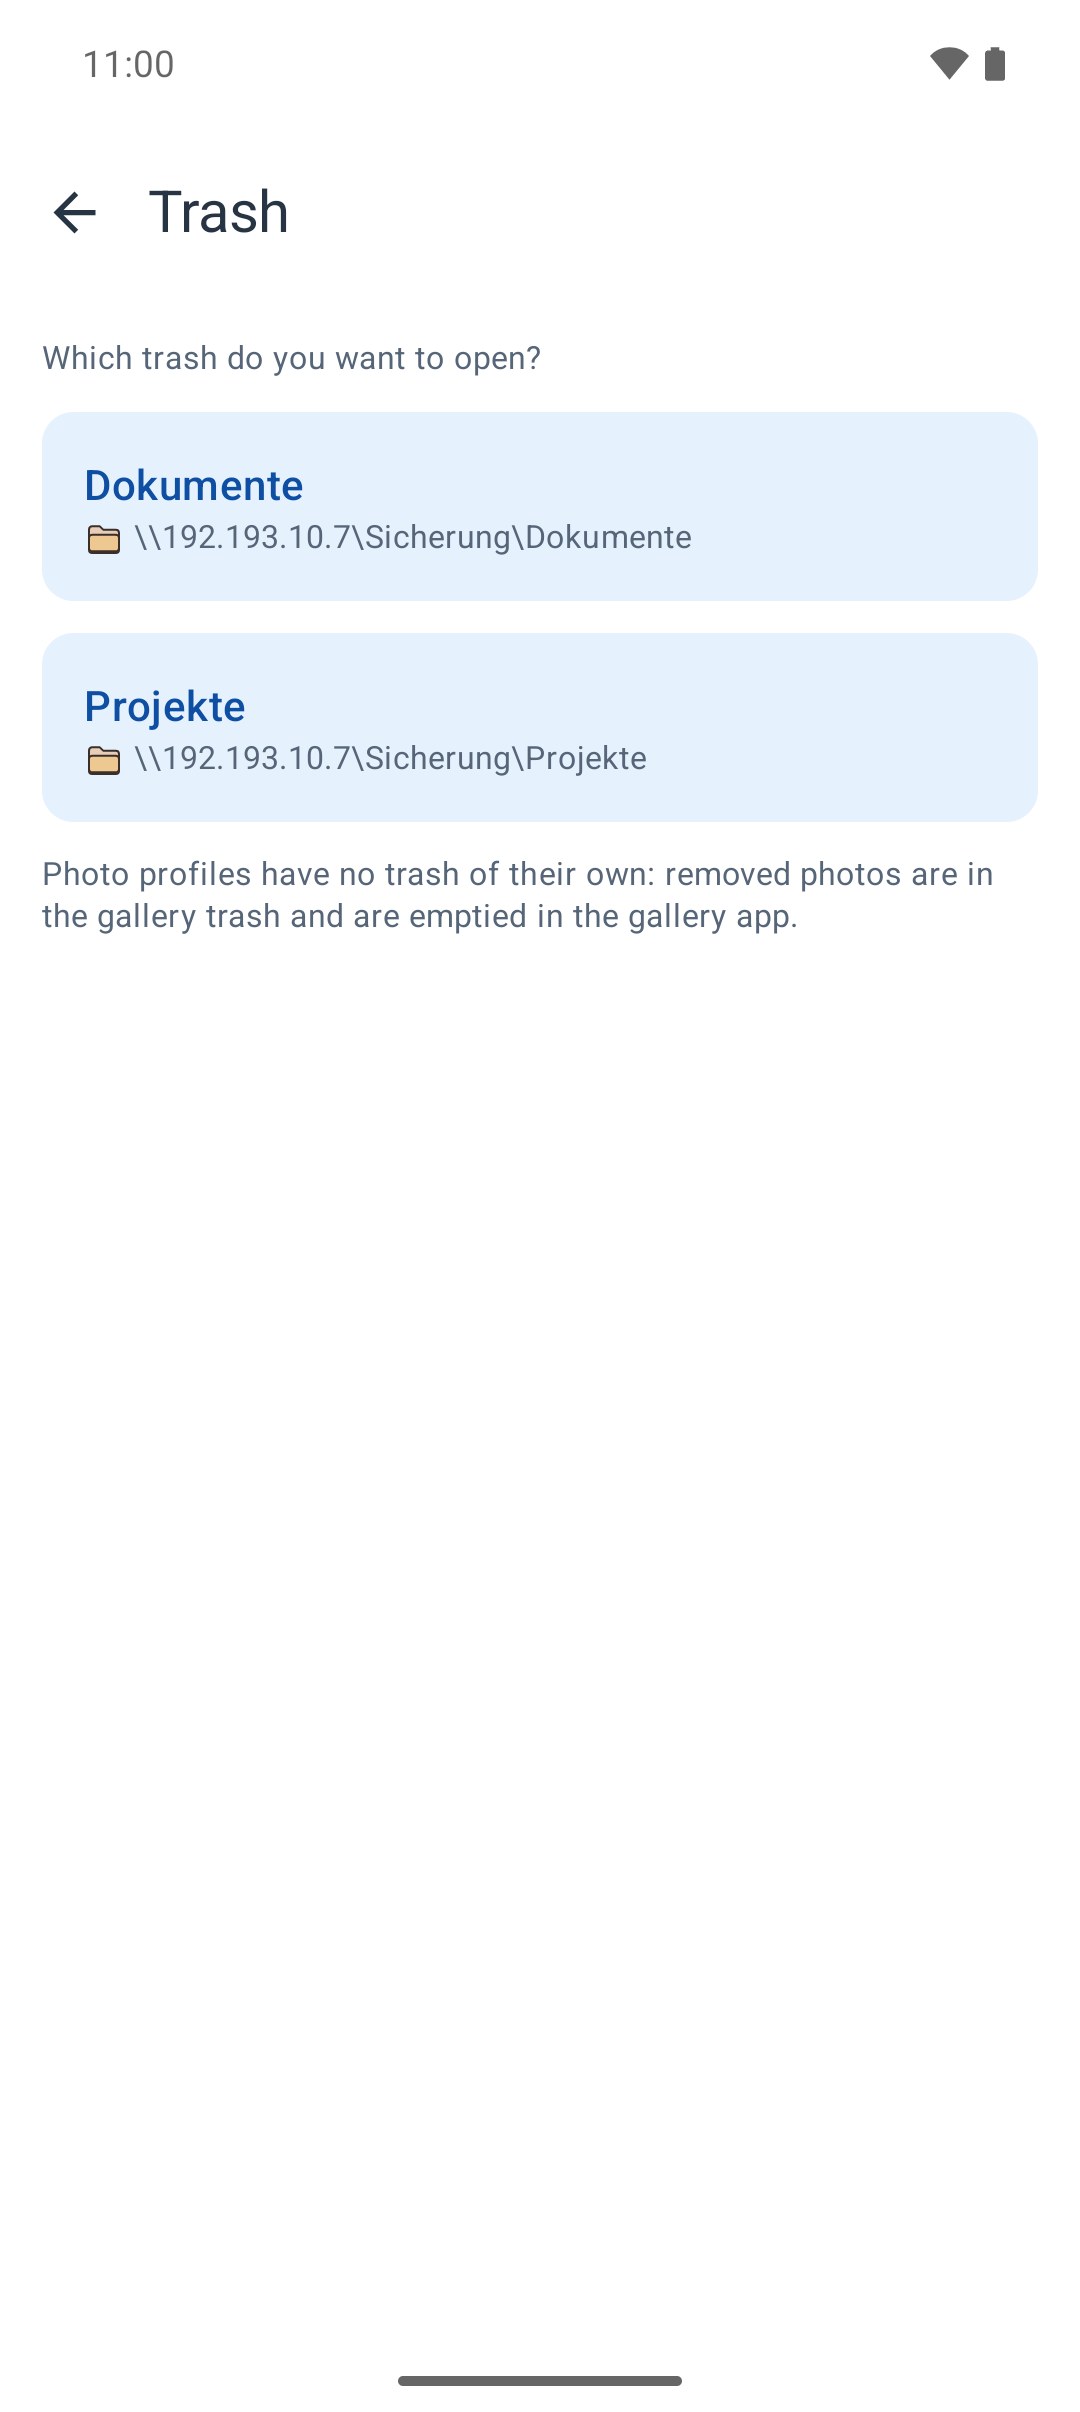 11:00
Trash
Which trash do you want to open?
Dokumente
\\192.193.10.7\Sicherung\Dokumente
Projekte
\\192.193.10.7\Sicherung\Projekte
Photo profiles have no trash of their own: removed photos are in
the gallery trash and are emptied in the gallery app.